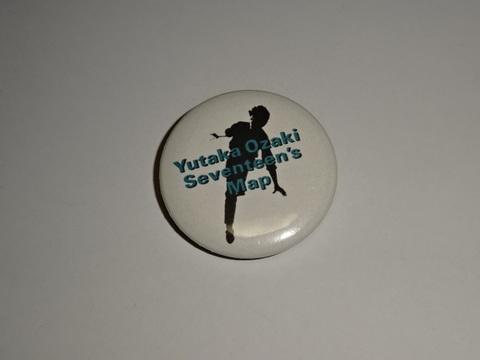 Yutaka Ozaki
Seventeen's
Map